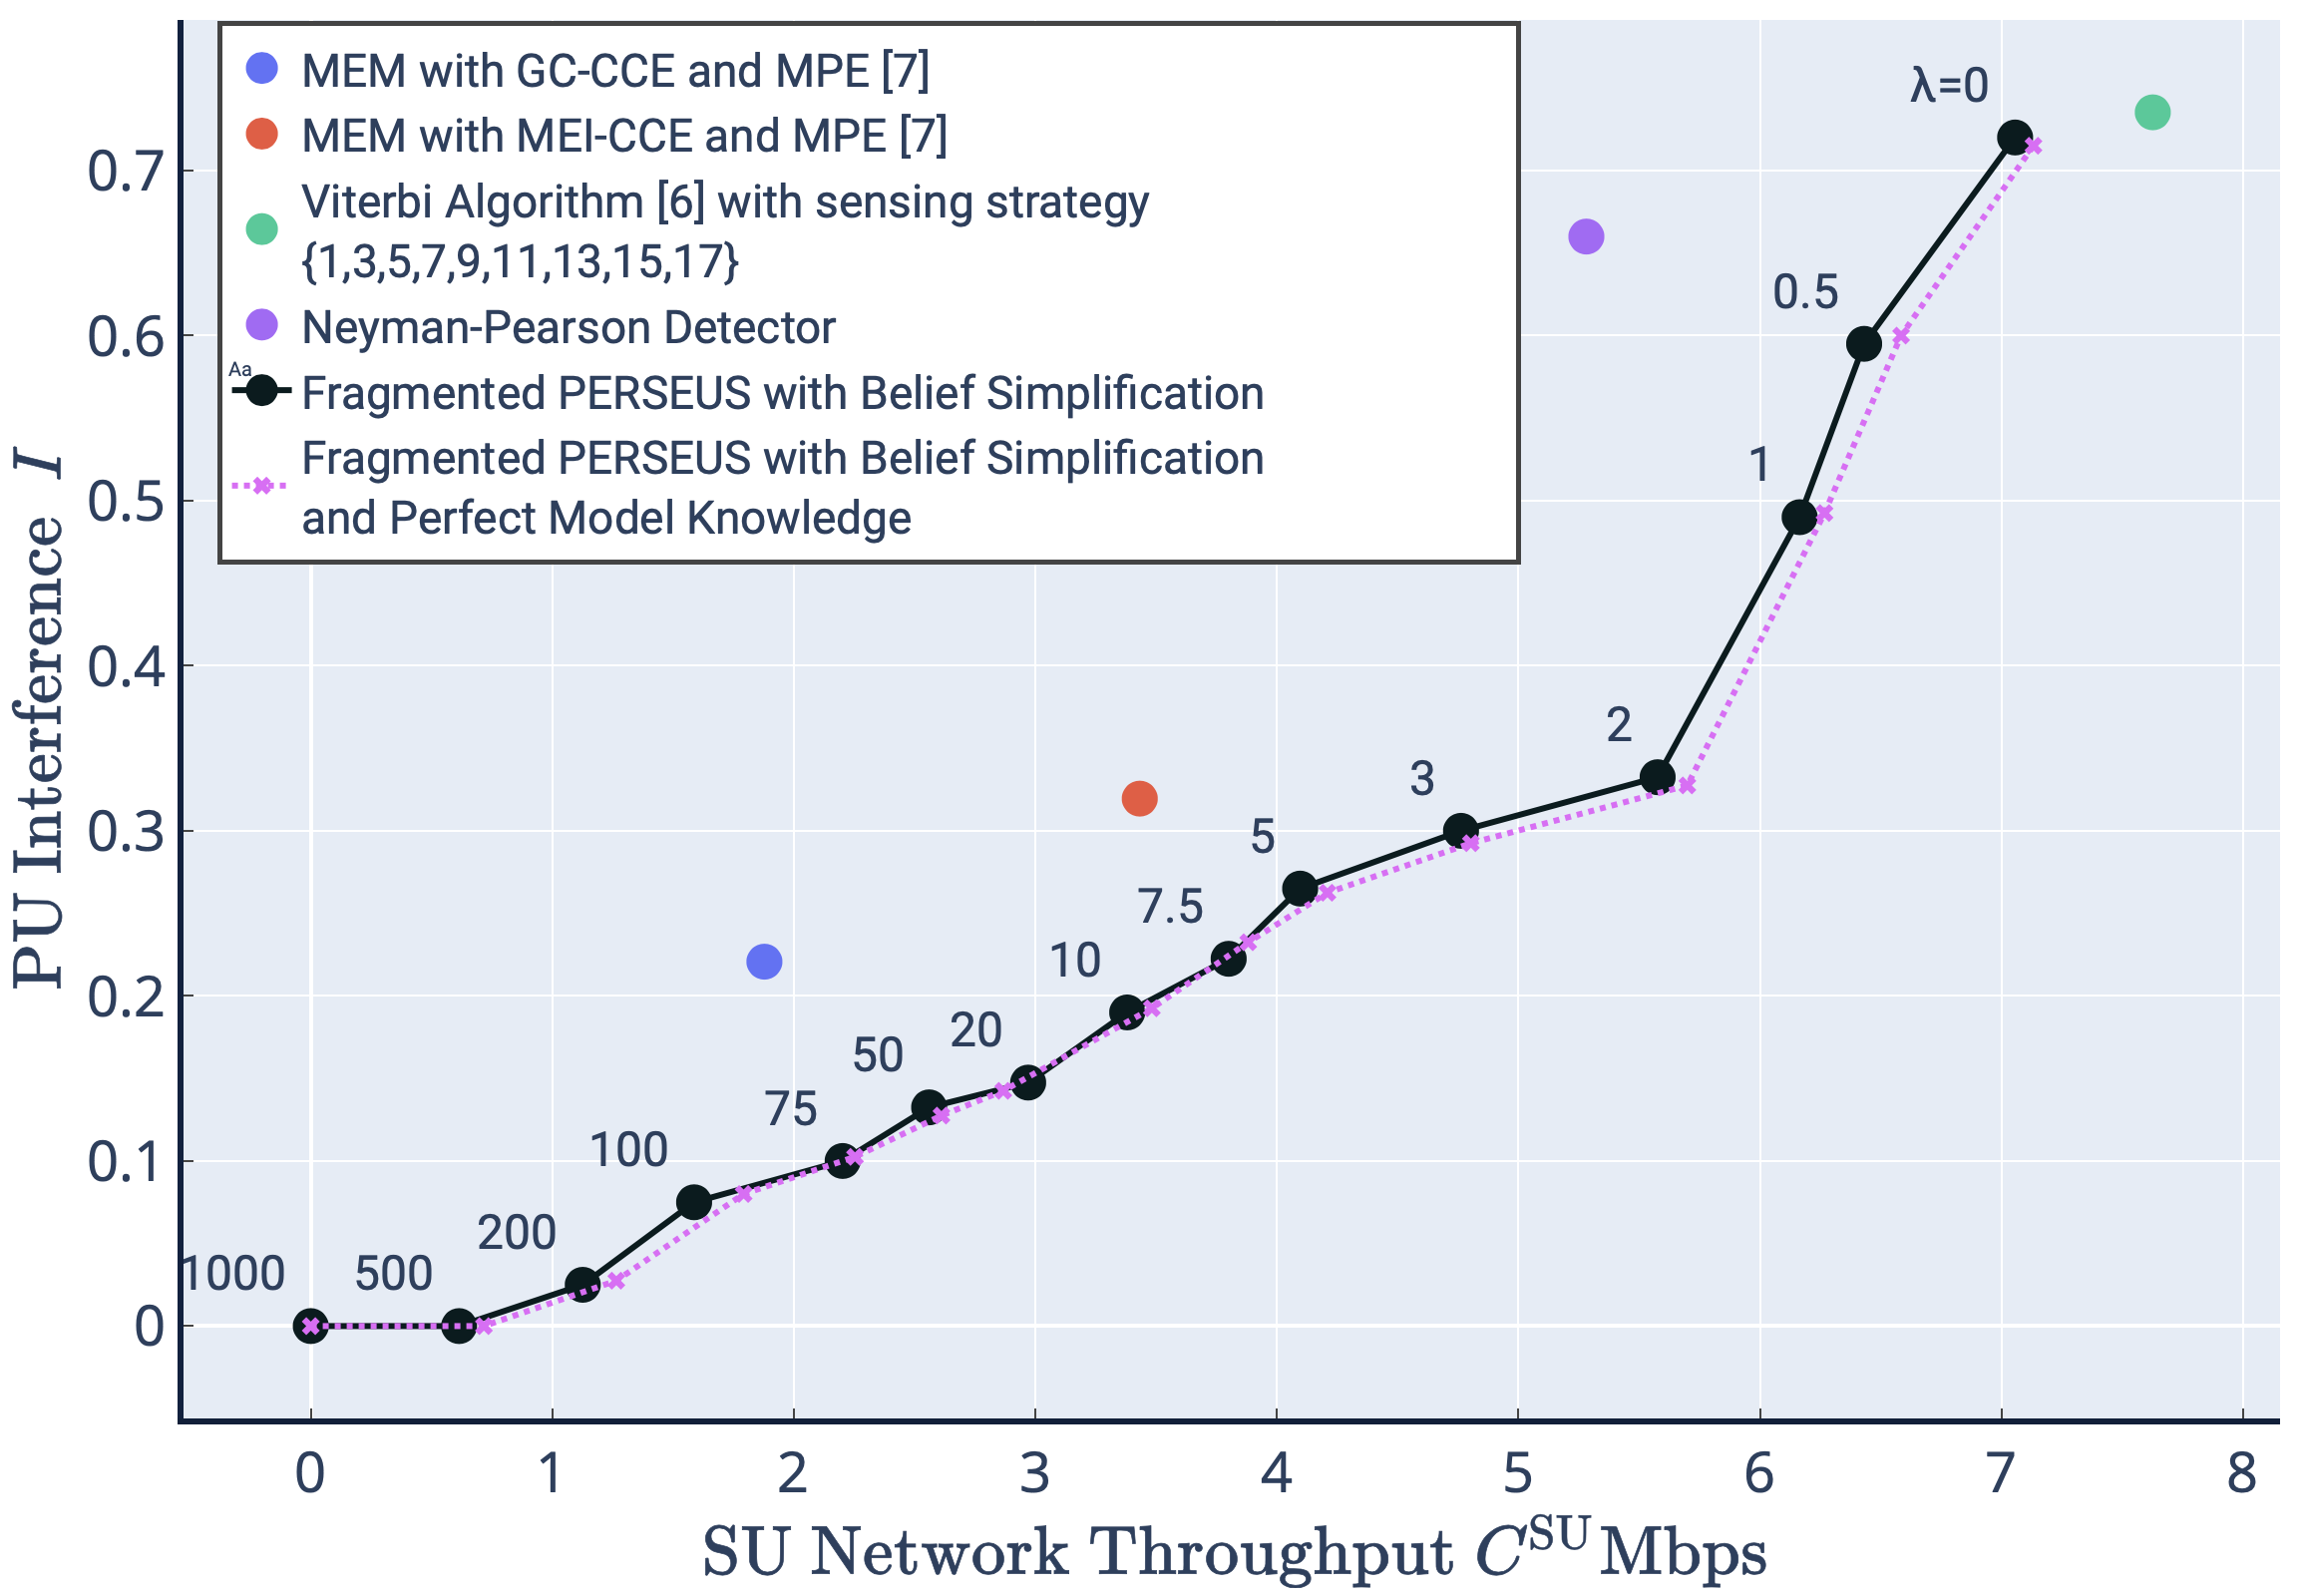 MEM with GC-CCE and MPE [7]
MEM with MEI-CCE and MPE [7]
Viterbi Algorithm [6] with sensing strategy
{1,3,5,7,9,11,13,15,17}
Neyman-Pearson Detector
Aa
Fragmented PERSEUS with Belief Simplification
Fragmented PERSEUS with Belief Simplification
and Perfect Model Knowledge
λ=0
0.5
1
2
3
5
7.5
10
20
50
75
100
200
500
1000
0.7
0.6
0.5
0.4
0.3
0.2
0.1
0
PU Interference I
0 1 2 3 4 5 6 7 8
SU Network Throughput C^SU Mbps